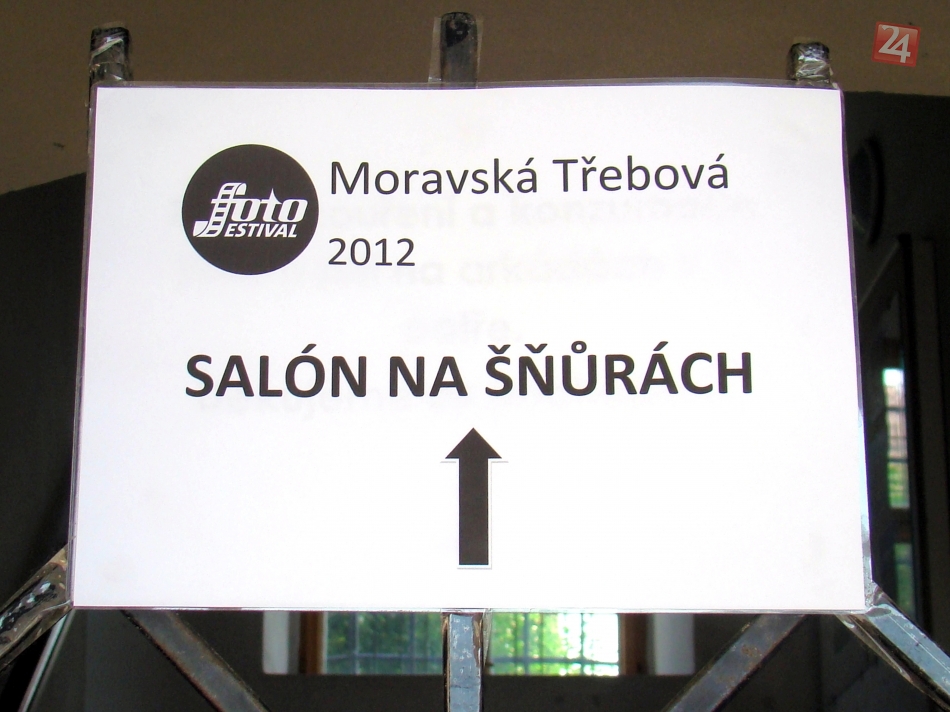 24
foto
FESTIVAL
Moravská Třebová
2012
SALÓN NA ŠŇŮRÁCH